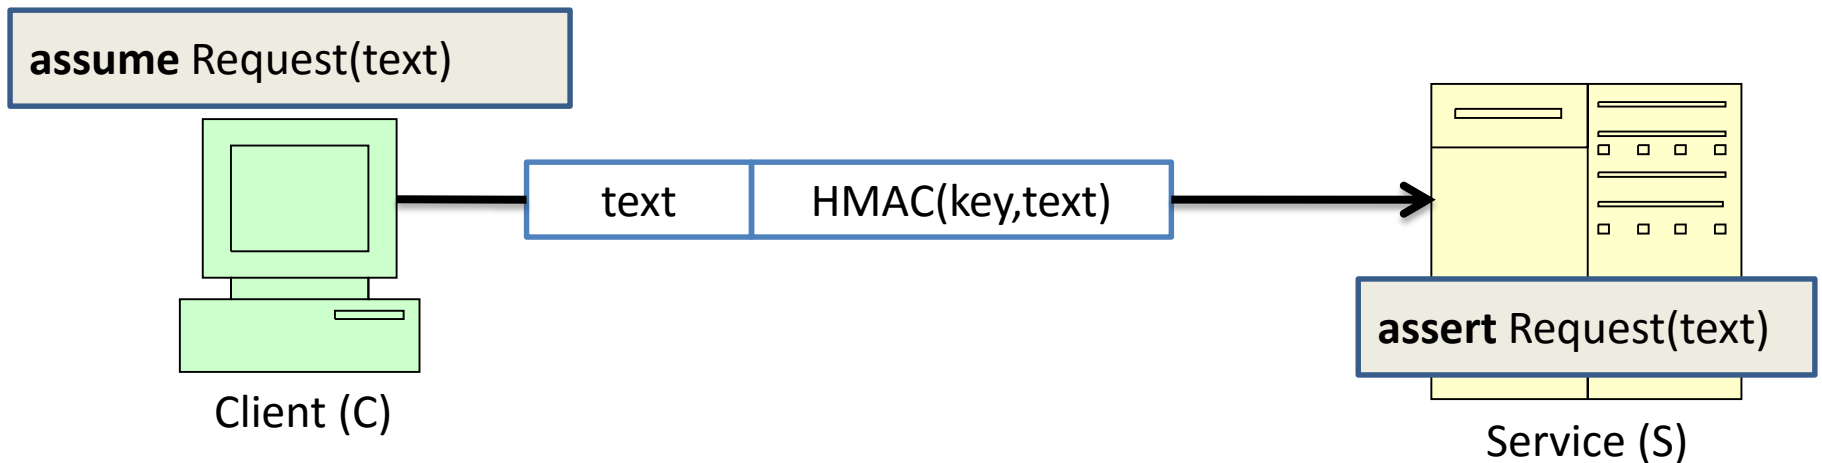 assume Request(text)
text
HMAC(key,text)
assert Request(text)
Client (C)
Service (S)